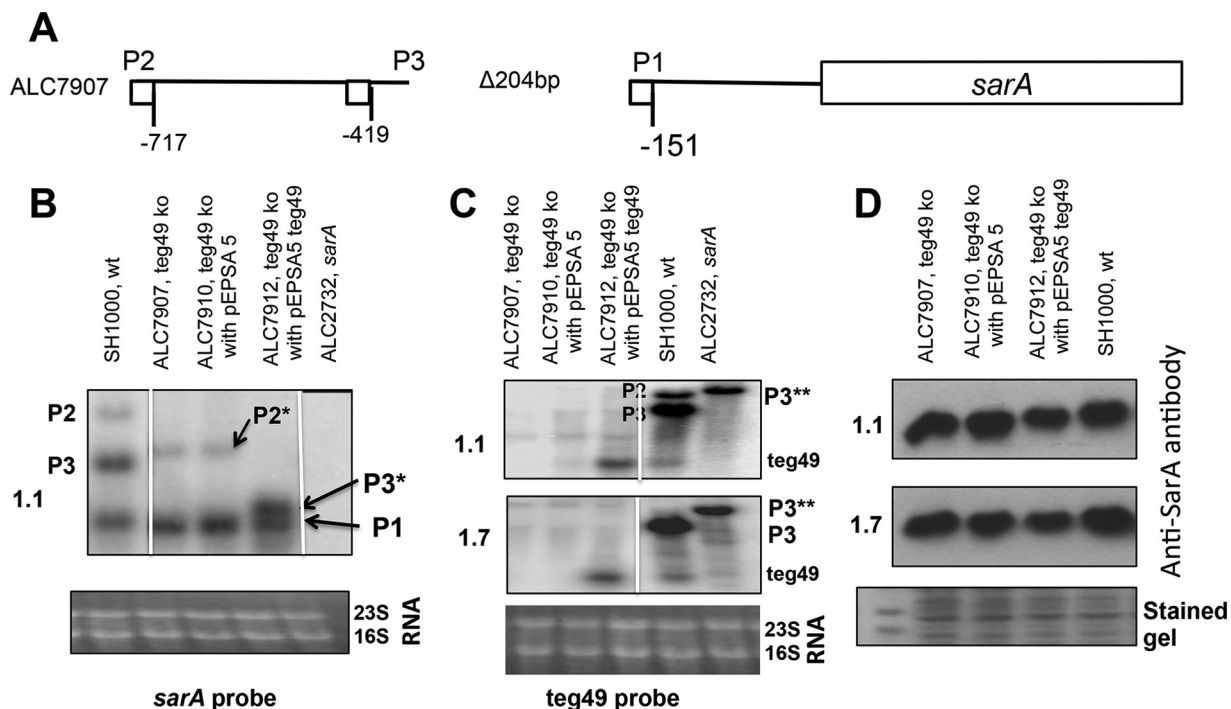 A
ALC7907
P2
P3
-717
-419
Δ204bp
P1
sarA
-151
B
SH1000, wt
ALC7907, teg49 ko
ALC7910, teg49 ko
with pEPSA 5
ALC7912, teg49 ko
with pEPSA5 teg49
ALC2732, sarA
P2
P2*
P3
P3*
1.1
P1
23S
16S
RNA
sarA probe
C
ALC7907, teg49 ko
ALC7910, teg49 ko
with pEPSA 5
ALC7912, teg49 ko
with pEPSA5 teg49
SH1000, wt
ALC2732, sarA
P2
P3**
P3
1.1
teg49
P3**
1.7
P3
teg49
23S
16S
RNA
teg49 probe
D
ALC7907, teg49 ko
ALC7910, teg49 ko
with pEPSA 5
ALC7912, teg49 ko
with pEPSA5 teg49
SH1000, wt
1.1
1.7
Anti-SarA antibody
Stained
gel